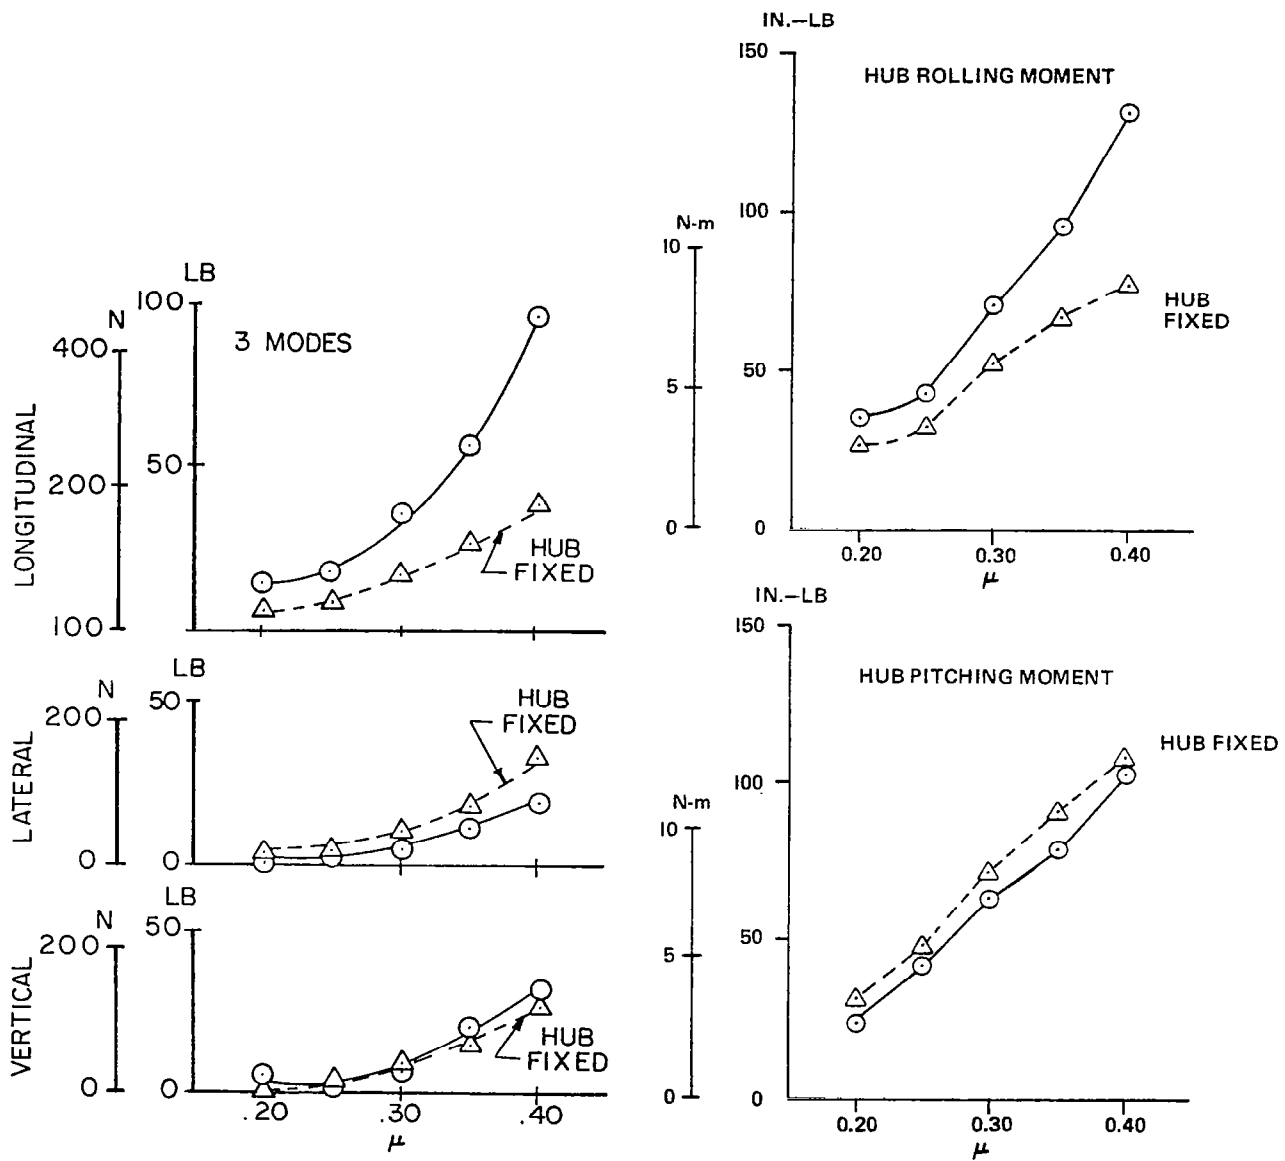 LB
100
N
3 MODES
400
LONGITUDINAL
50
200
HUB
FIXED
100
LB
N
50
200
HUB
FIXED
LATERAL
0
0
LB
N
50
200
VERTICAL
HUB
FIXED
0
0
.20
.30
.40
μ
IN.–LB
150
HUB ROLLING MOMENT
100
N-m
10
HUB
FIXED
50
5
0
0
0.20
0.30
0.40
μ
IN.–LB
150
HUB PITCHING MOMENT
HUB FIXED
100
N-m
10
50
5
0
0
0.20
0.30
0.40
μ